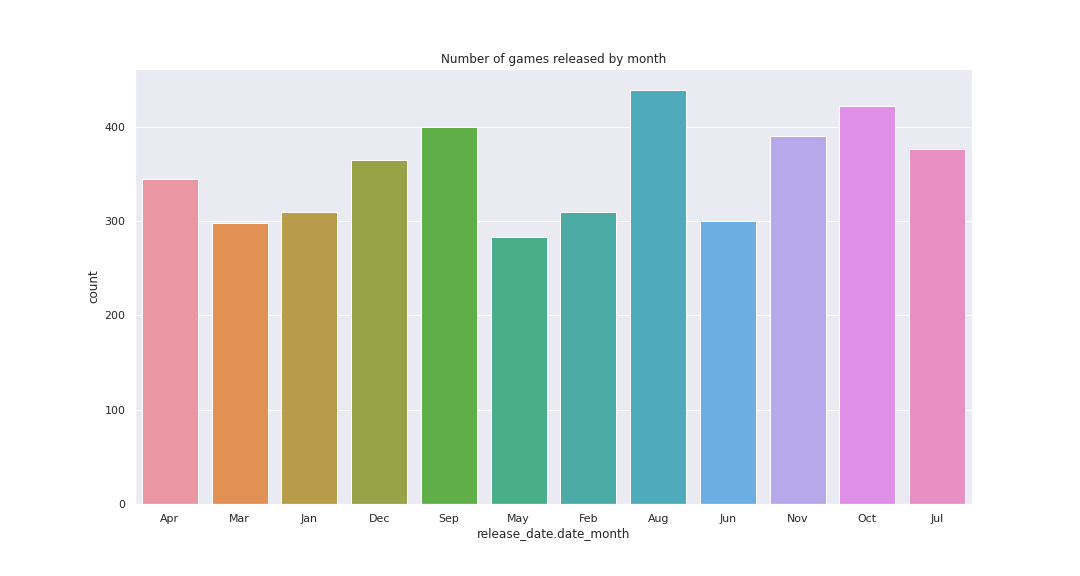 Number of games released by month
count
400
300
200
100
0
Apr Mar Jan Dec Sep May Feb Aug Jun Nov Oct Jul
release_date.date_month